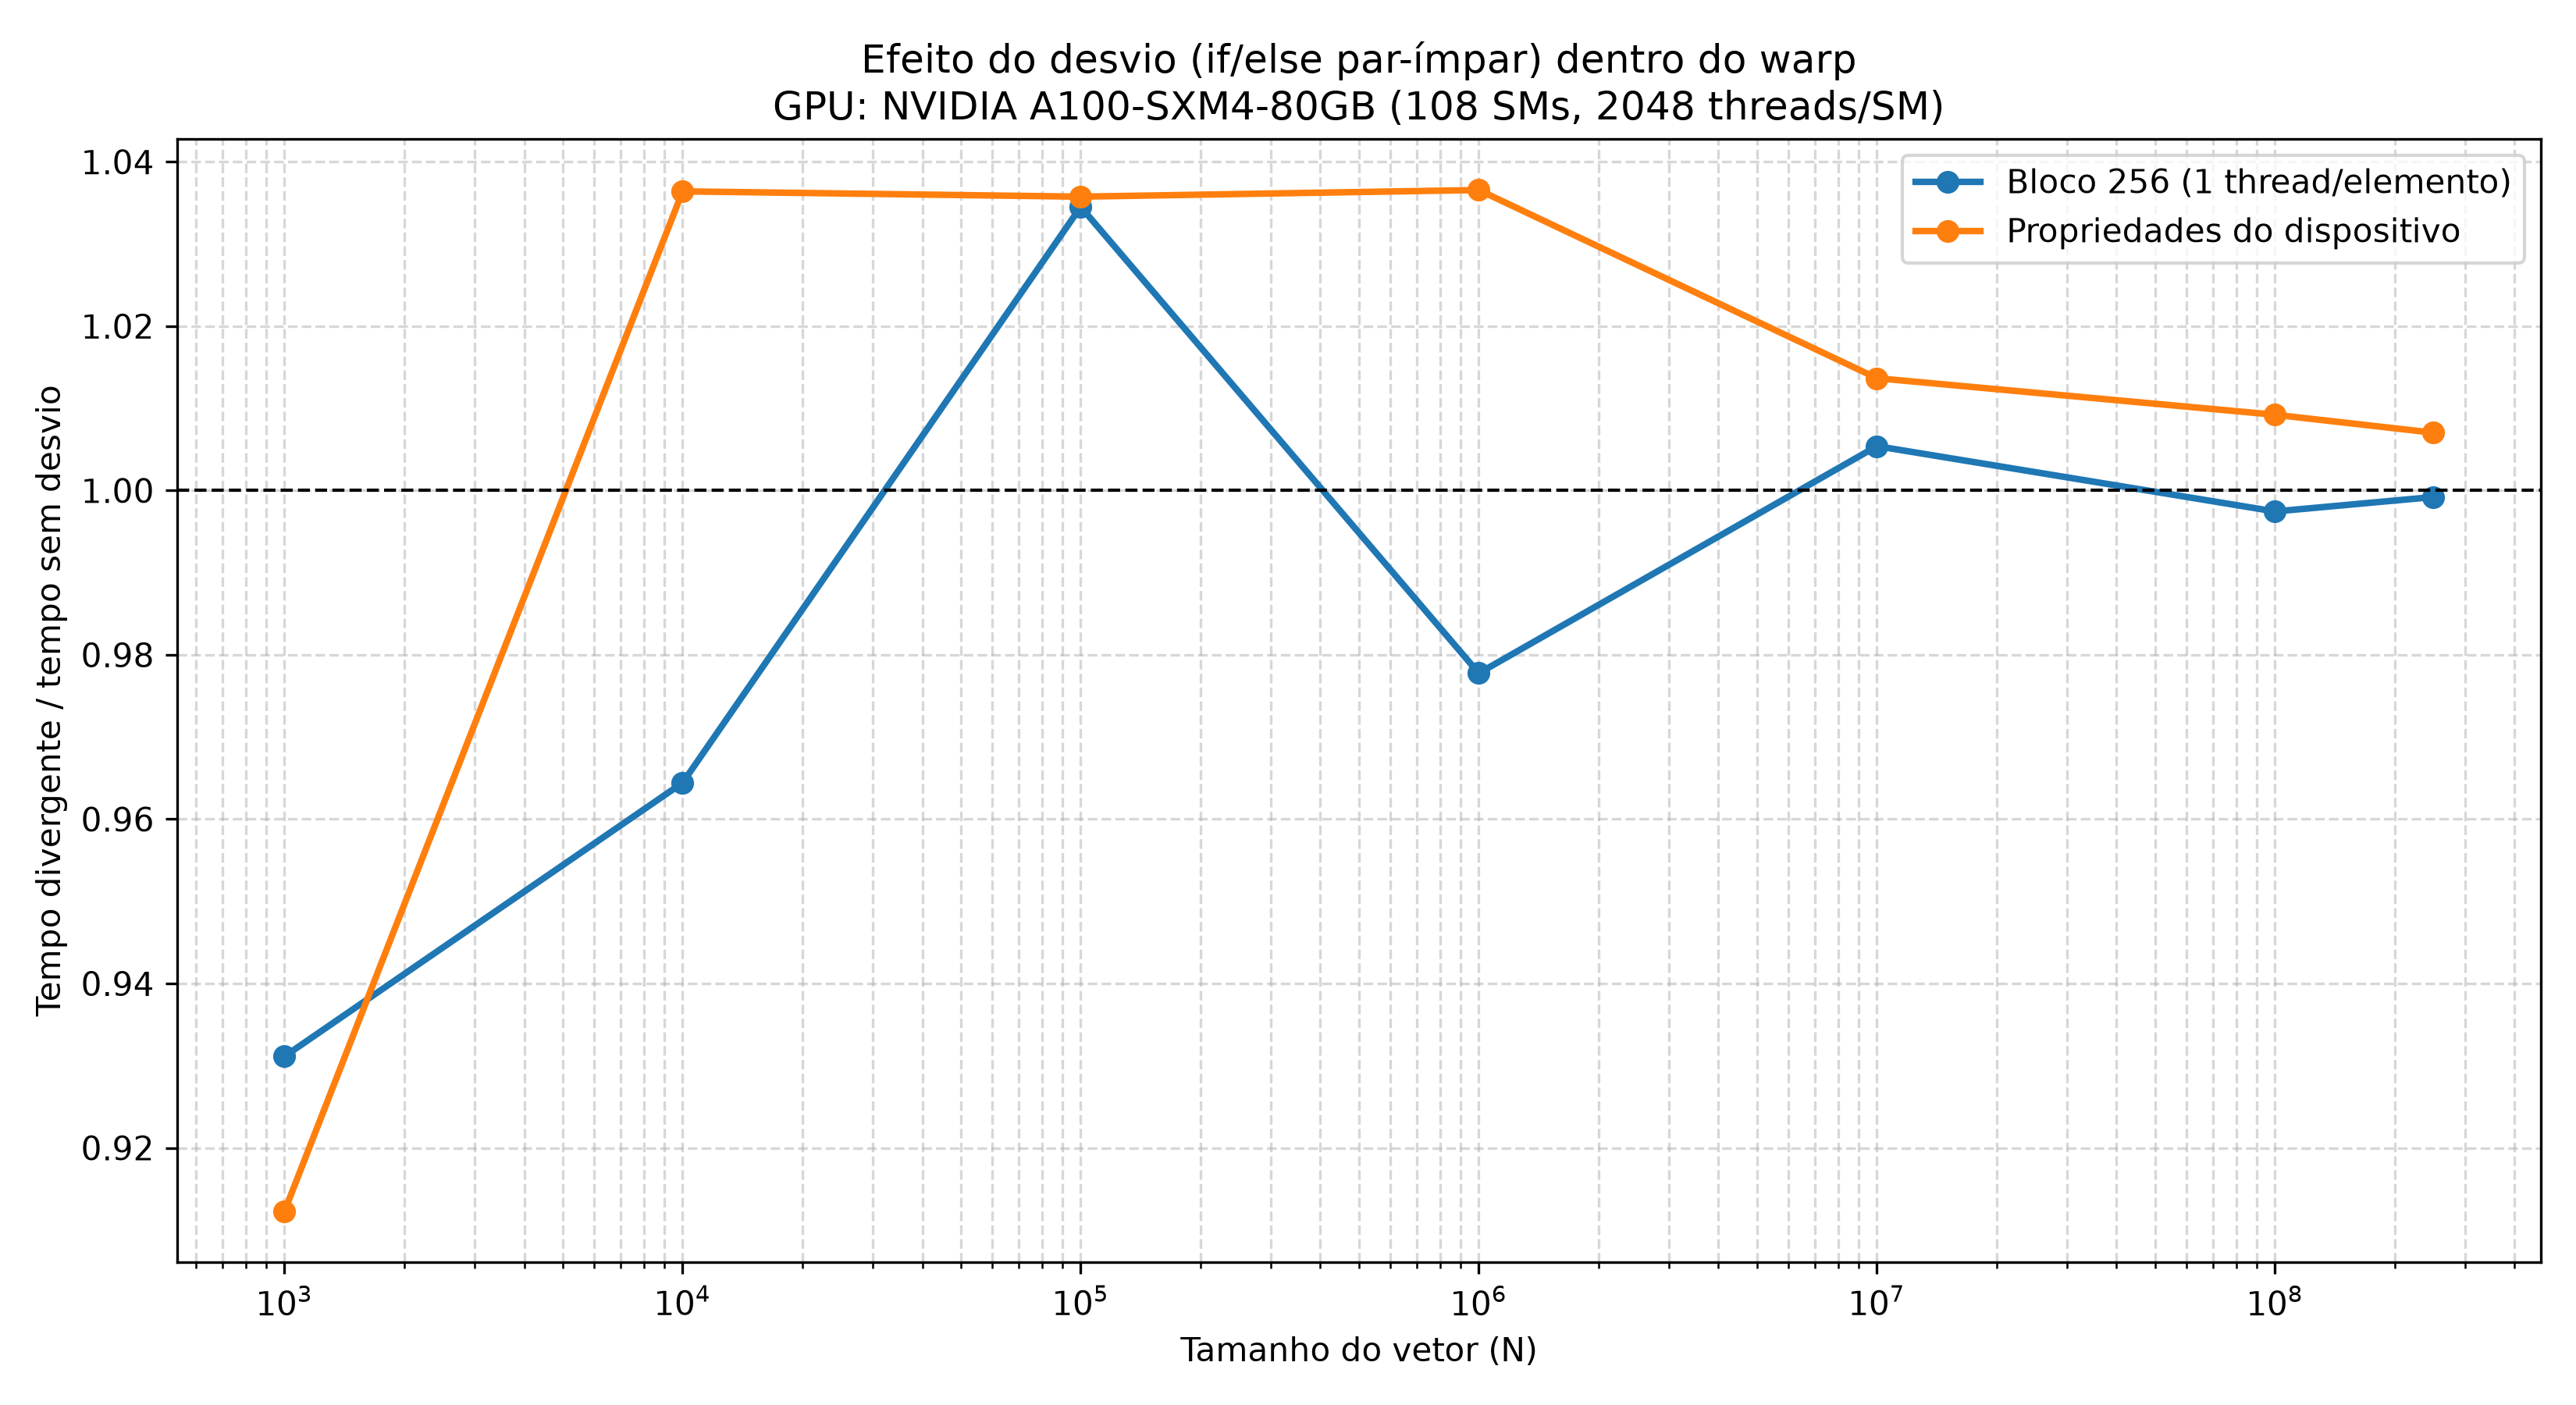 Efeito do desvio (if/else par-ímpar) dentro do warp
GPU: NVIDIA A100-SXM4-80GB (108 SMs, 2048 threads/SM)
Bloco 256 (1 thread/elemento)
Propriedades do dispositivo
Tempo divergente / tempo sem desvio
1.04
1.02
1.00
0.98
0.96
0.94
0.92
10³
10⁴
10⁵
10⁶
10⁷
10⁸
Tamanho do vetor (N)